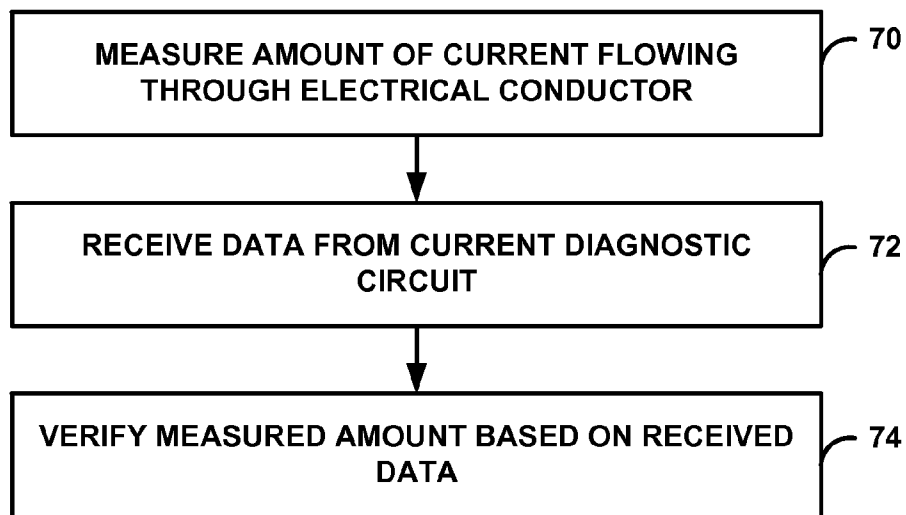 MEASURE AMOUNT OF CURRENT FLOWING
THROUGH ELECTRICAL CONDUCTOR
70
RECEIVE DATA FROM CURRENT DIAGNOSTIC
CIRCUIT
72
VERIFY MEASURED AMOUNT BASED ON RECEIVED
DATA
74